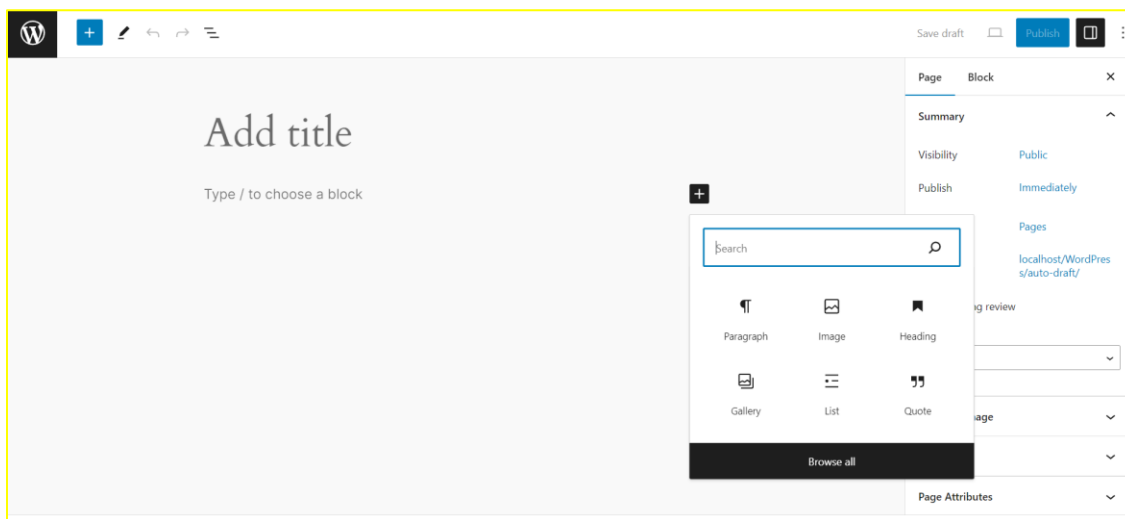 Save draft
Publish
Page
Block
Add title
Summary
Visibility
Public
Type / to choose a block
Publish
Immediately
Pages
Search
localhost/WordPres
s/auto-draft/
ng review
Paragraph
Image
Heading
Gallery
List
Quote
age
Browse all
Page Attributes